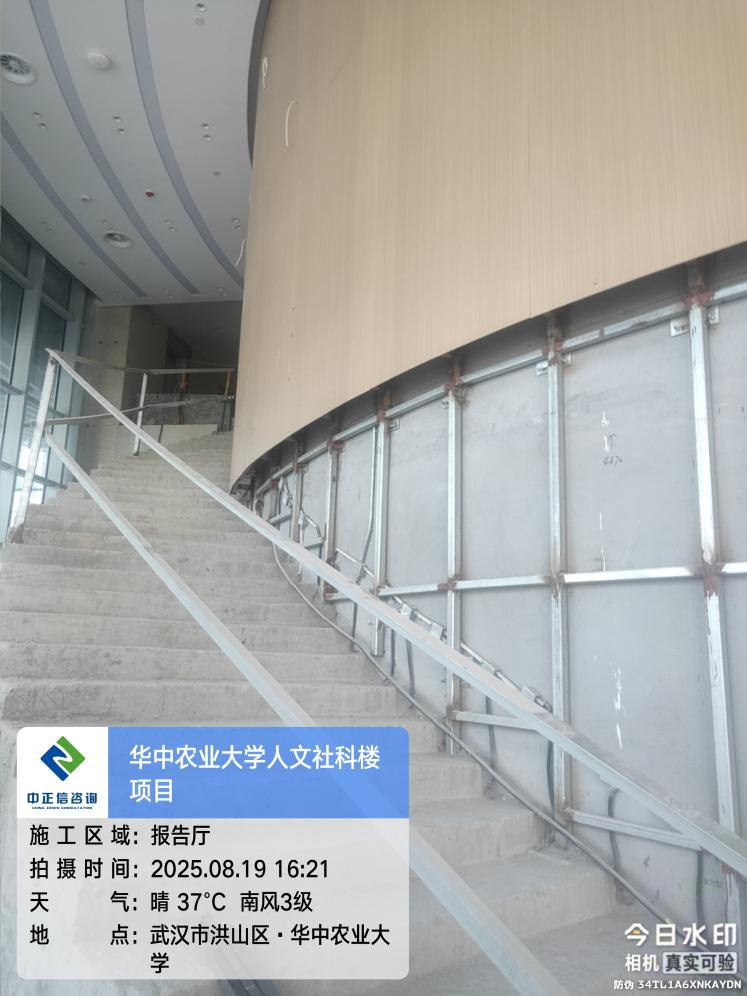 华中农业大学人文社科楼
项目
中正信咨询
CHINA ZZXIN CONSULTATION
施工区域：报告厅
拍摄时间：2025.08.19 16:21
天气：晴 37℃ 南风3级
地点：武汉市洪山区·华中农业大
学
今日水印
相机 真实可验
防伪 34TL1A6XNKAYDN